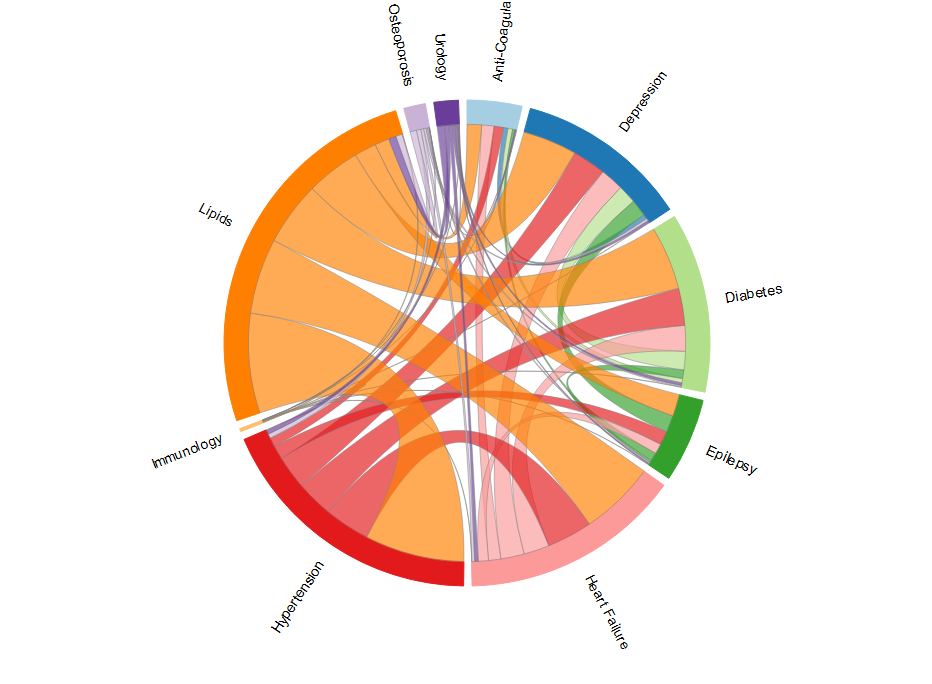 Osteoporosis
Urology
Anti-Coagula
Depression
Lipids
Diabetes
Immunology
Epilepsy
Hypertension
Heart Failure